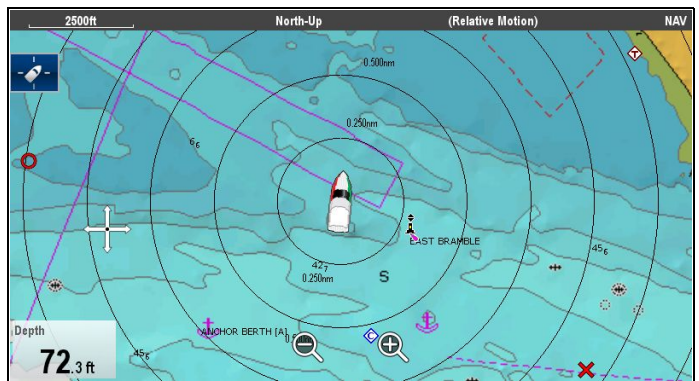 2500ft North-Up (Relative Motion) NAV
0.500nm
T
0.250nm
6₆
EAST BRAMBLE
45₆
42₇
0.250nm
S
ANCHOR BERTH [A]
C
Depth
72.3 ft
45₆